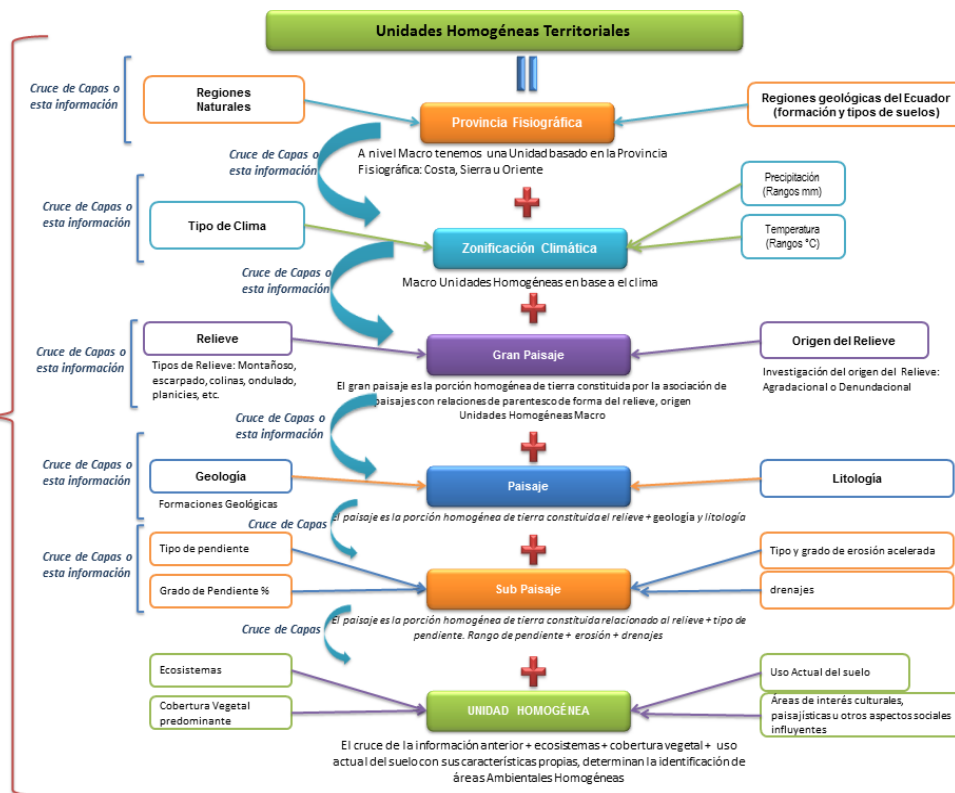 Unidades Homogéneas Territoriales
Cruce de Capas o
esta información
Regiones
Naturales
Regiones geológicas del Ecuador
(formación y tipos de suelos)
Provincia Fisiográfica
Cruce de Capas o
esta información
A nivel Macro tenemos una Unidad basado en la Provincia
Fisiográfica: Costa, Sierra u Oriente
Precipitación
(Rangos mm)
Cruce de Capas o
esta información
Tipo de Clima
Temperatura
(Rangos °C)
Zonificación Climática
Cruce de Capas o
esta información
Macro Unidades Homogéneas en base a el clima
Cruce de Capas o
esta información
Relieve
Origen del Relieve
Gran Paisaje
Tipos de Relieve: Montañoso,
escarpado, colinas, ondulado,
planicies, etc.
Investigación del origen del Relieve:
Agradacional o Denundacional
El gran paisaje es la porción homogénea de tierra constituida por la asociación de
paisajes con relaciones de parentesco de forma del relieve, origen
Unidades Homogéneas Macro
Cruce de Capas o
esta información
Cruce de Capas o
esta información
Geología
Litología
Paisaje
Formaciones Geológicas
El paisaje es la porción homogénea de tierra constituida el relieve + geología y litología
Cruce de Capas
Cruce de Capas o
esta información
Tipo de pendiente
Tipo y grado de erosión acelerada
Grado de Pendiente %
drenajes
Sub Paisaje
El paisaje es la porción homogénea de tierra constituida relacionado al relieve + tipo de
pendiente. Rango de pendiente + erosión + drenajes
Cruce de Capas
Ecosistemas
Uso Actual del suelo
Cobertura Vegetal
predominante
Áreas de interés culturales,
paisajísticas u otros aspectos sociales
influyentes
UNIDAD HOMOGÉNEA
El cruce de la información anterior + ecosistemas + cobertura vegetal + uso
actual del suelo con sus características propias, determinan la identificación de
áreas Ambientales Homogéneas